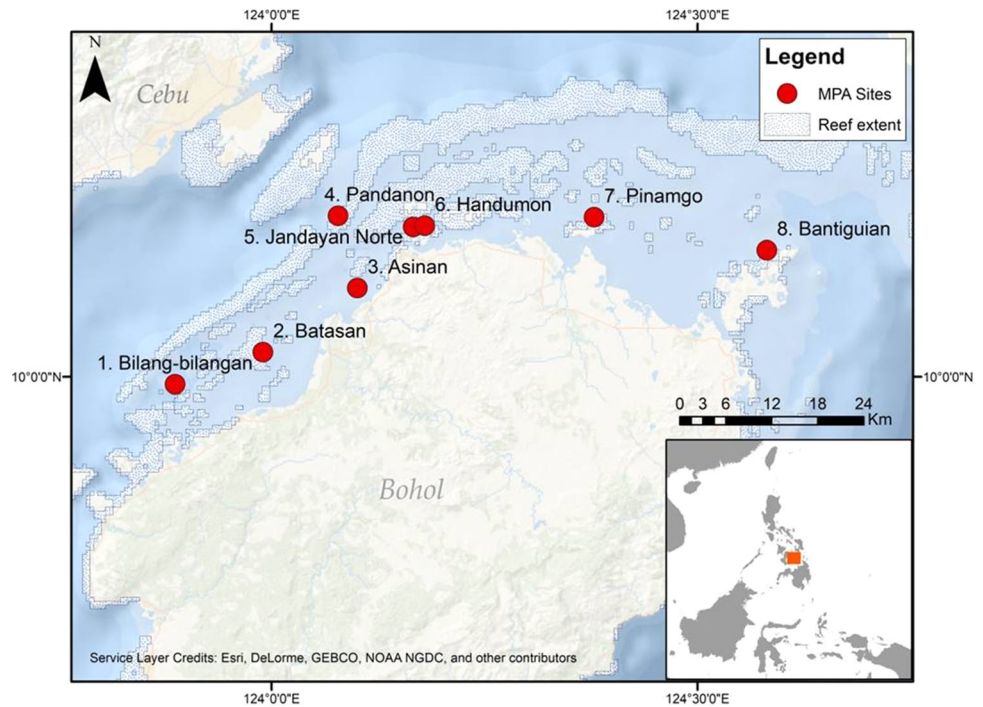 124°0'0"E
124°30'0"E
N
Cebu
Legend
MPA Sites
Reef extent
4. Pandanon
6. Handumon
7. Pinamgo
5. Jandayan Norte
8. Bantiguian
3. Asinan
2. Batasan
1. Bilang-bilangan
10°0'0"N
10°0'0"N
0 3 6 12 18 24
Km
Bohol
Service Layer Credits: Esri, DeLorme, GEBCO, NOAA NGDC, and other contributors
124°0'0"E
124°30'0"E